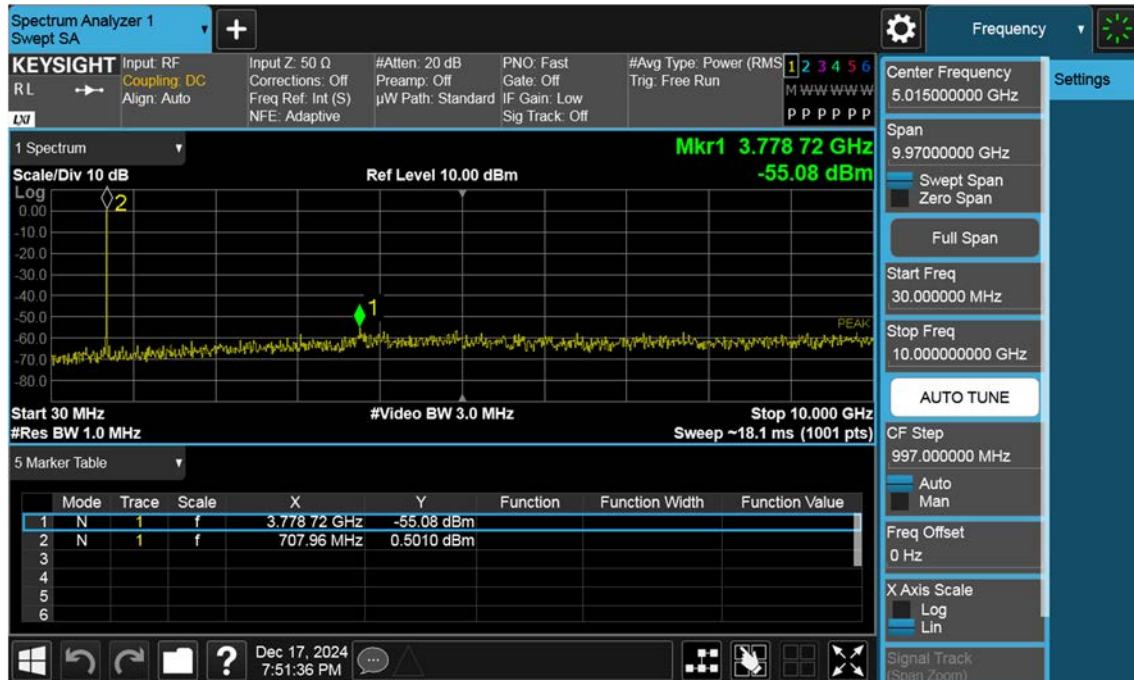 Spectrum Analyzer 1
Swept SA
Frequency
KEYSIGHT
RL
LXI
Input: RF
Coupling: DC
Align: Auto
Input Z: 50 Ω
Corrections: Off
Freq Ref: Int (S)
NFE: Adaptive
#Atten: 20 dB
Preamp: Off
µW Path: Standard
PNO: Fast
Gate: Off
IF Gain: Low
Sig Track: Off
#Avg Type: Power (RMS
Trig: Free Run
1 2 3 4 5 6
M W W W W W
P P P P P P
1 Spectrum
Scale/Div 10 dB
Ref Level 10.00 dBm
Mkr1 3.778 72 GHz
-55.08 dBm
Log
0.00
-10.0
-20.0
-30.0
-40.0
-50.0
-60.0
-70.0
-80.0
2
1
PEAK
Start 30 MHz
#Video BW 3.0 MHz
Stop 10.000 GHz
#Res BW 1.0 MHz
Sweep ~18.1 ms (1001 pts)
5 Marker Table
Mode Trace Scale X Y Function Function Width Function Value
1 N 1 f 3.778 72 GHz -55.08 dBm
2 N 1 f 707.96 MHz 0.5010 dBm
3
4
5
6
?
Dec 17, 2024
7:51:36 PM
Center Frequency
5.015000000 GHz
Settings
Span
9.97000000 GHz
Swept Span
Zero Span
Full Span
Start Freq
30.000000 MHz
Stop Freq
10.000000000 GHz
AUTO TUNE
CF Step
997.000000 MHz
Auto
Man
Freq Offset
0 Hz
X Axis Scale
Log
Lin
Signal Track
(Span Zoom)